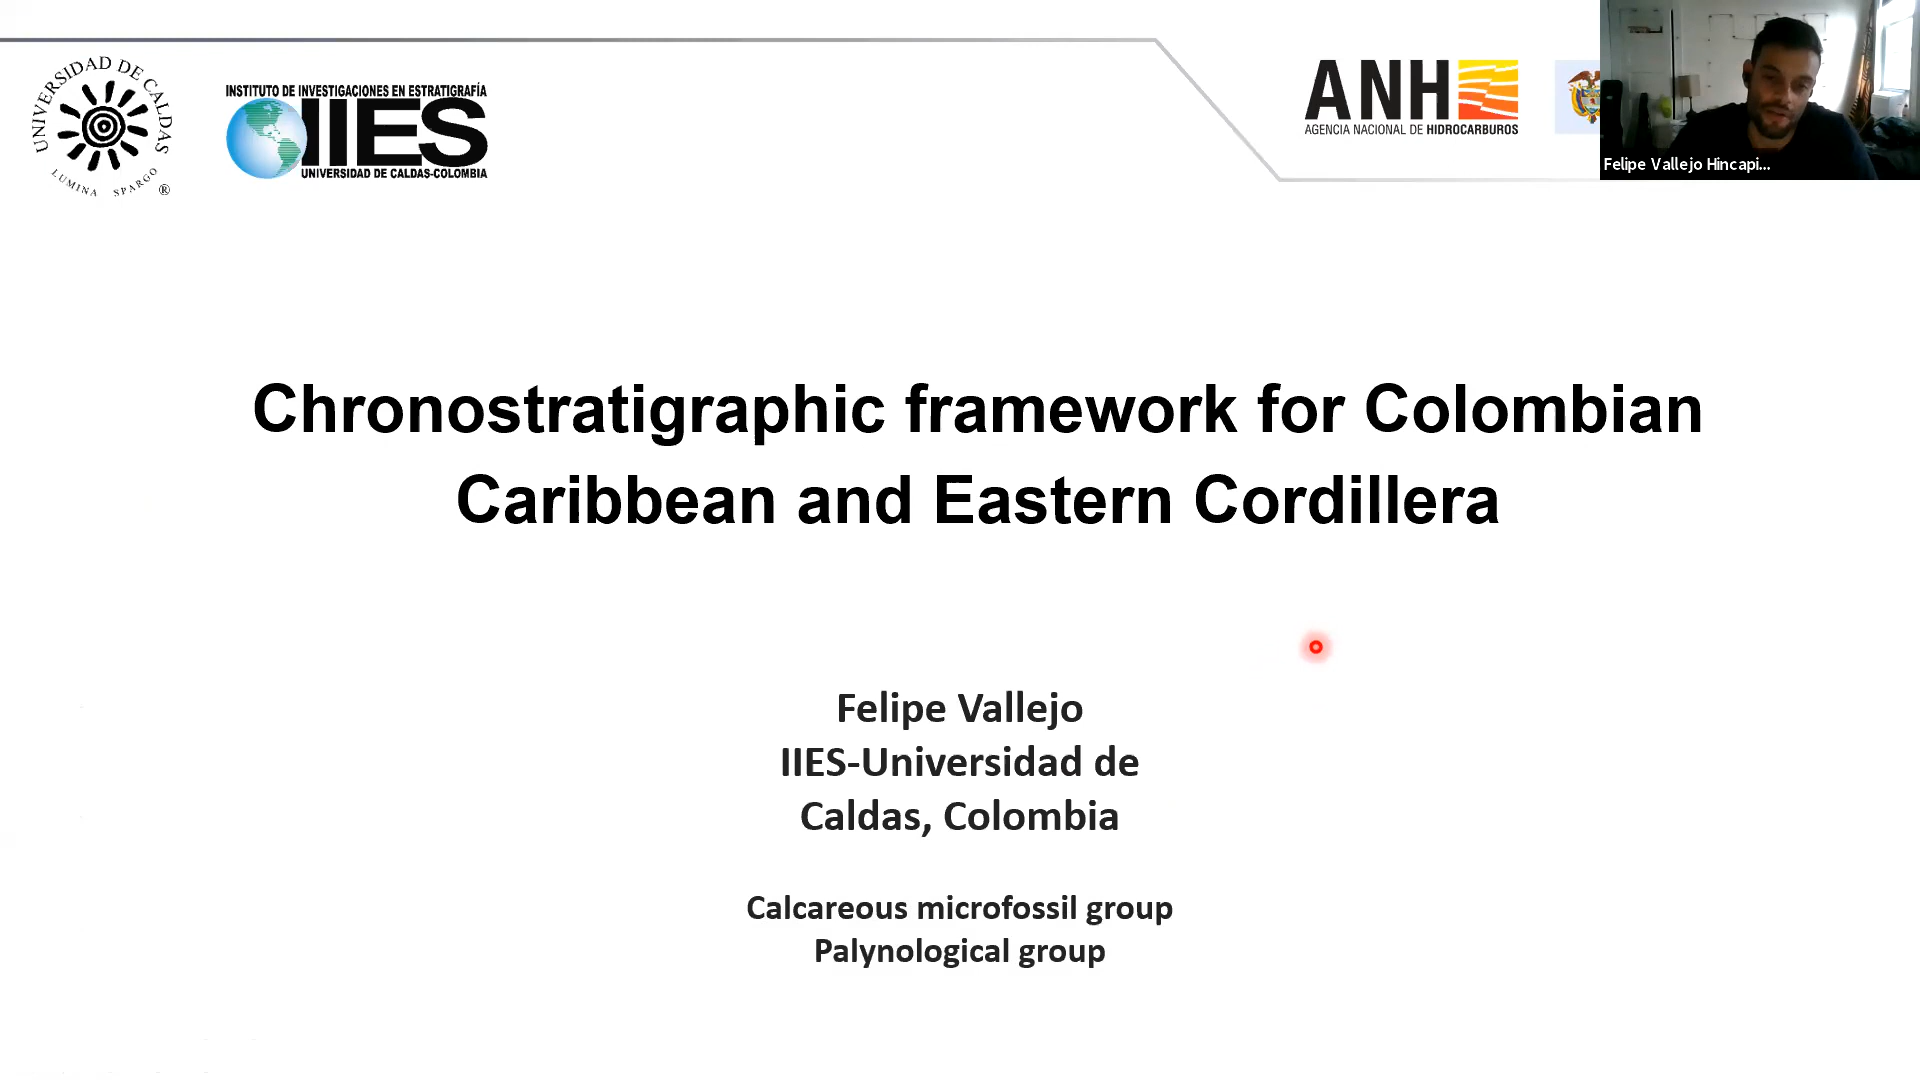 UNIVERSIDAD DE CALDAS
LUMINA SPARGO
®
INSTITUTO DE INVESTIGACIONES EN ESTRATIGRAFÍA
IIES
UNIVERSIDAD DE CALDAS-COLOMBIA
ANH
AGENCIA NACIONAL DE HIDROCARBUROS
Felipe Vallejo Hincapi...
Chronostratigraphic framework for Colombian
Caribbean and Eastern Cordillera
Felipe Vallejo
IIES-Universidad de
Caldas, Colombia
Calcareous microfossil group
Palynological group